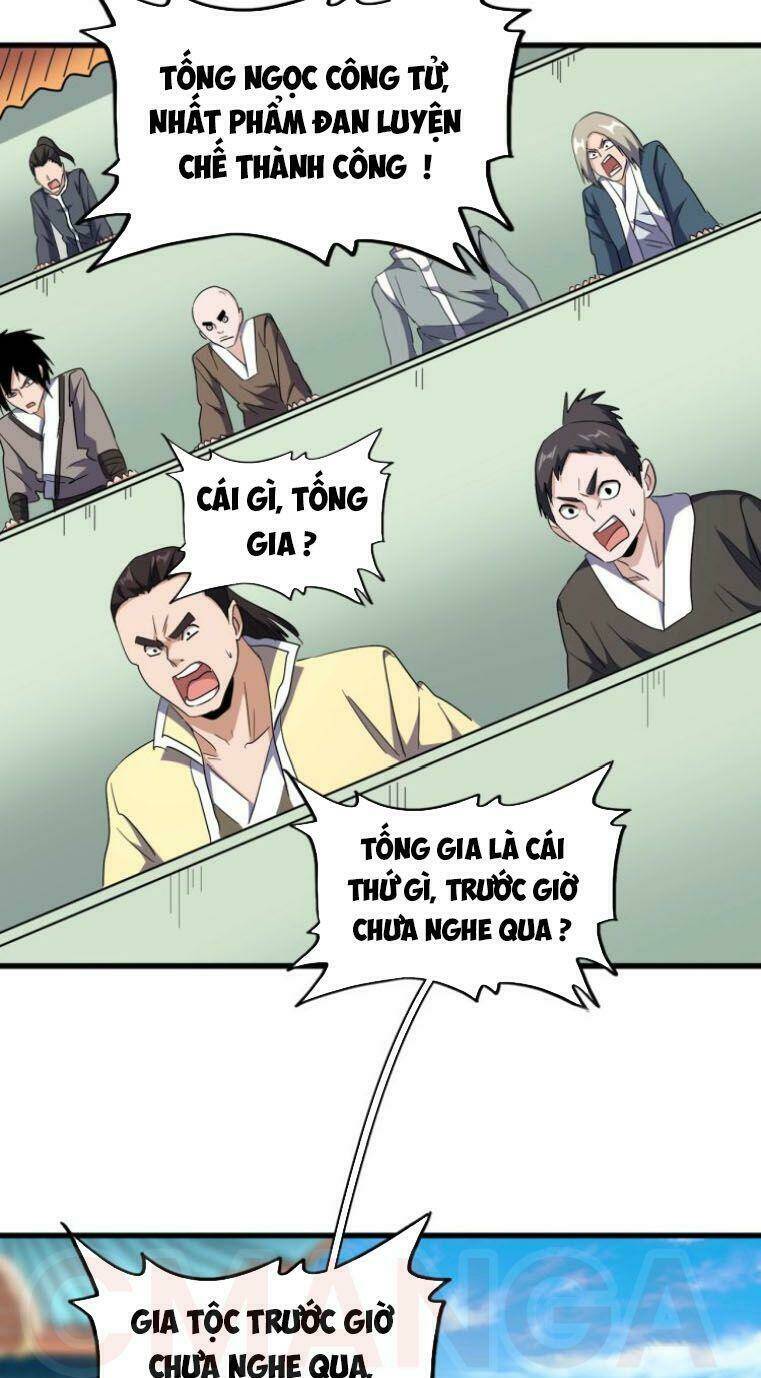 TỐNG NGỌC CÔNG TỬ,
NHẤT PHẨM ĐAN LUYỆN
CHẾ THÀNH CÔNG !
CÁI GÌ, TỐNG
GIA ?
TỐNG GIA LÀ CÁI
THỨ GÌ, TRƯỚC GIỜ
CHƯA NGHE QUA ?
GIA TỘC TRƯỚC GIỜ
CHƯA NGHE QUA,
CMANGA